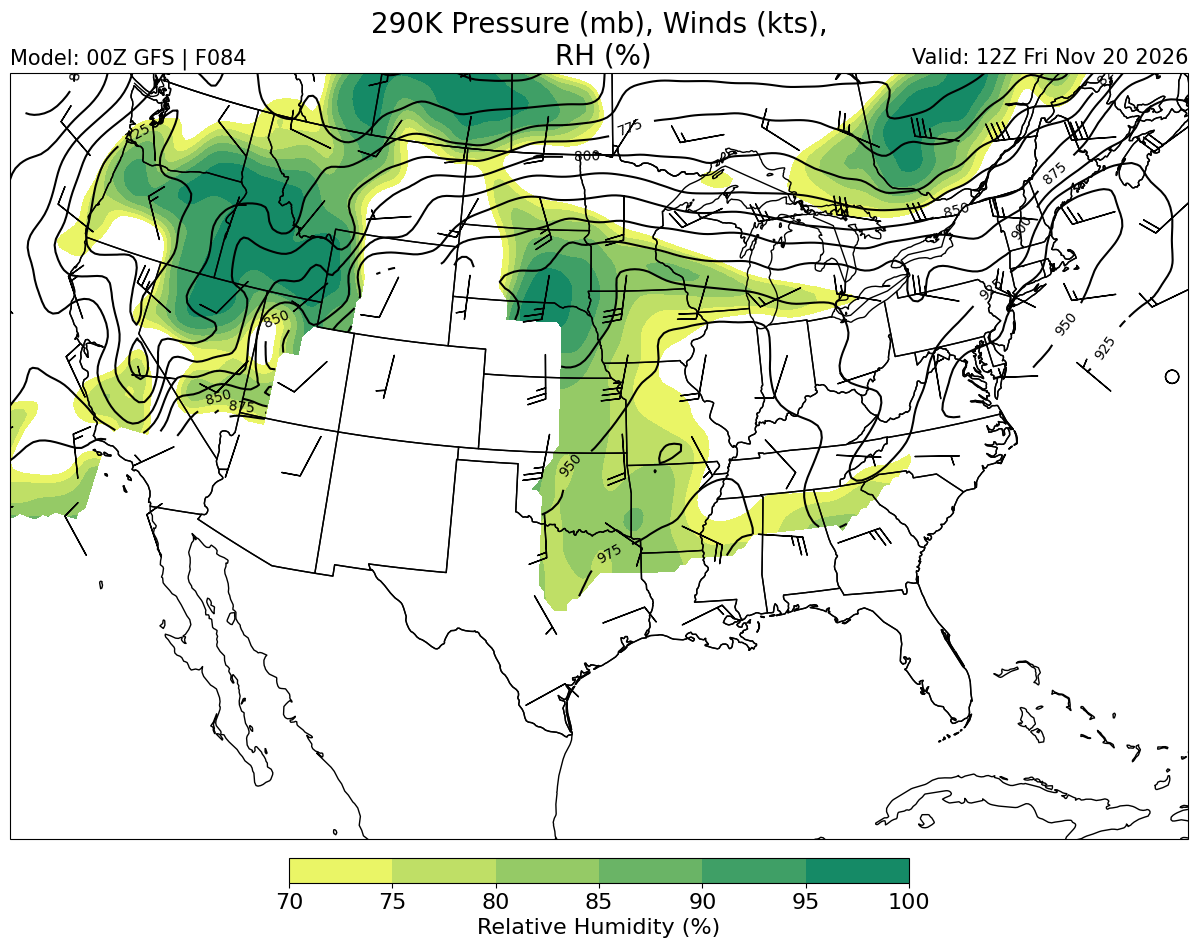 290K Pressure (mb), Winds (kts),
RH (%)
Model: 00Z GFS | F084
Valid: 12Z Fri Nov 20 2026
775
800
875
850
900
925
850
950
925
850
875
950
975
70 75 80 85 90 95 100
Relative Humidity (%)